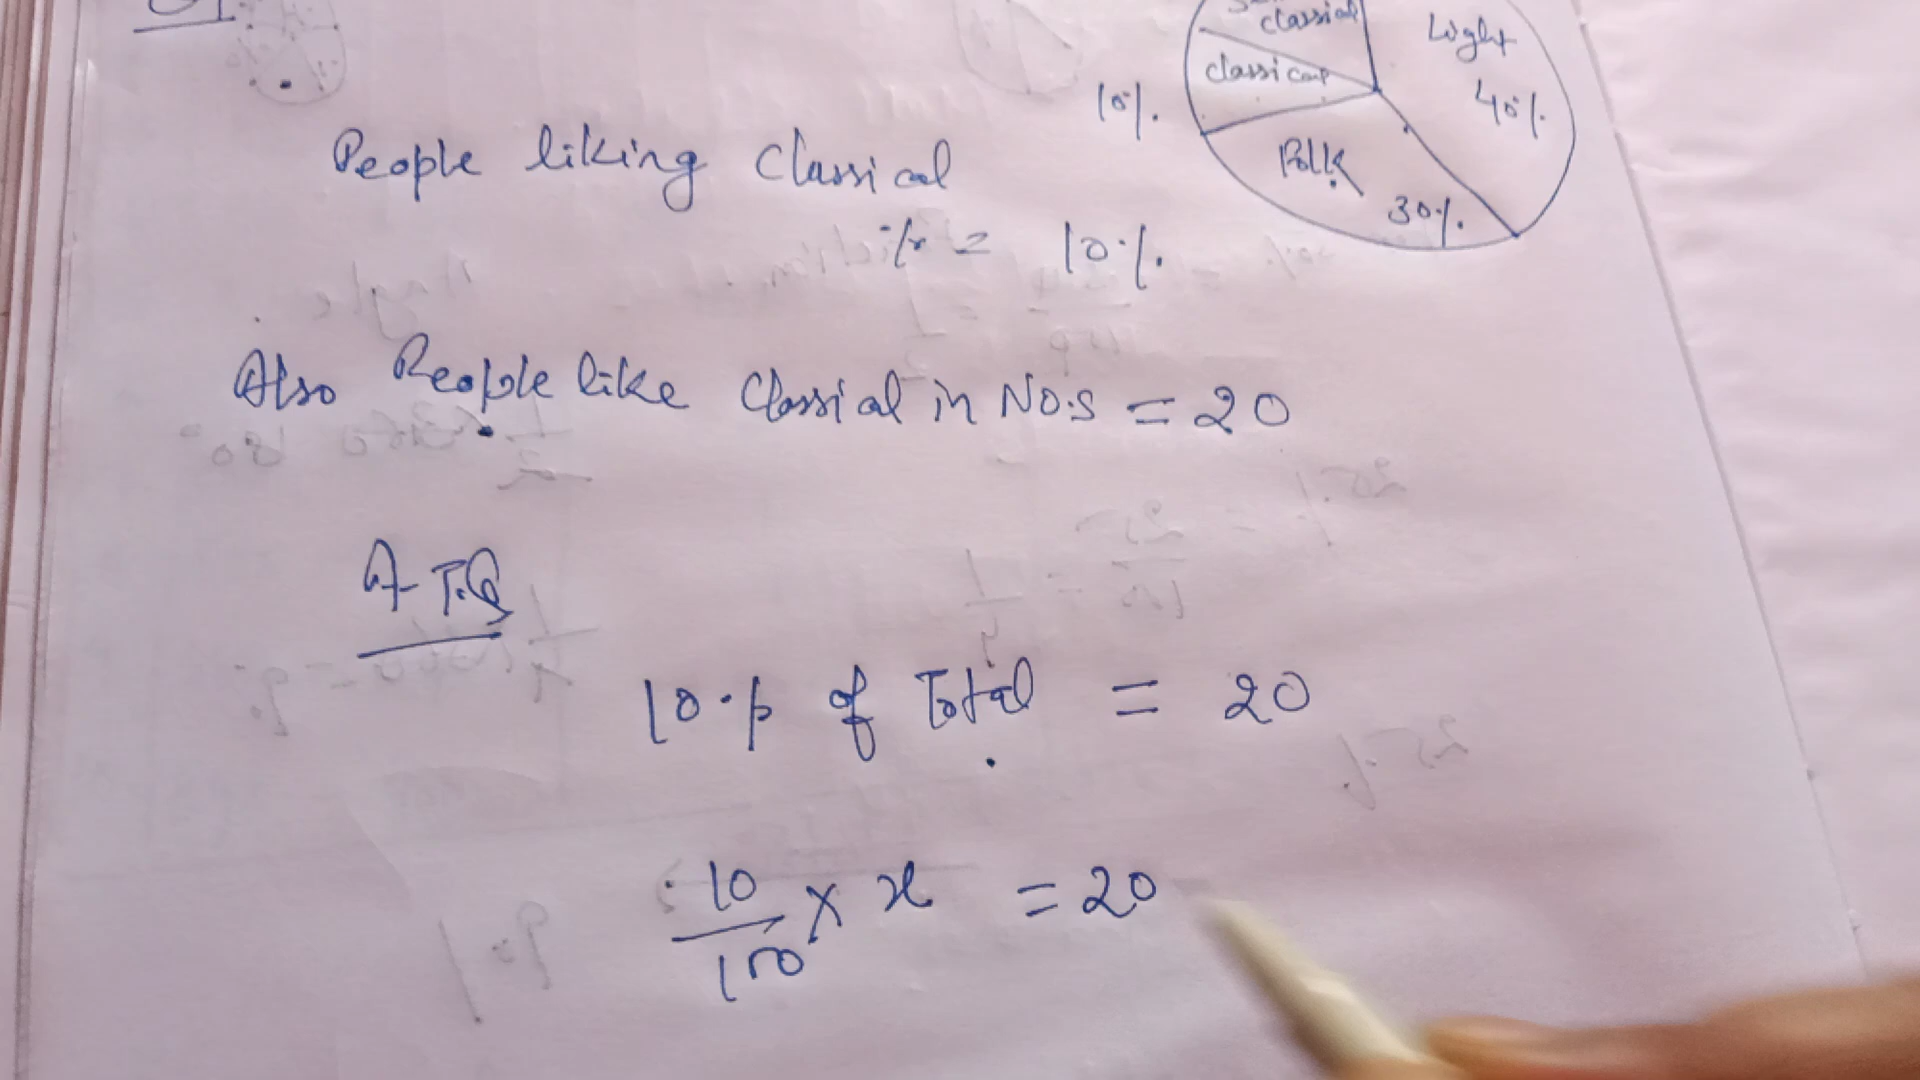 classial
Light
classical
10%.
40%.
People liking Classical
Folk
30%.
% = 10%.
Also People like Classical in No.s = 20
A T.Q
10% of Total = 20
10/100 × x = 20